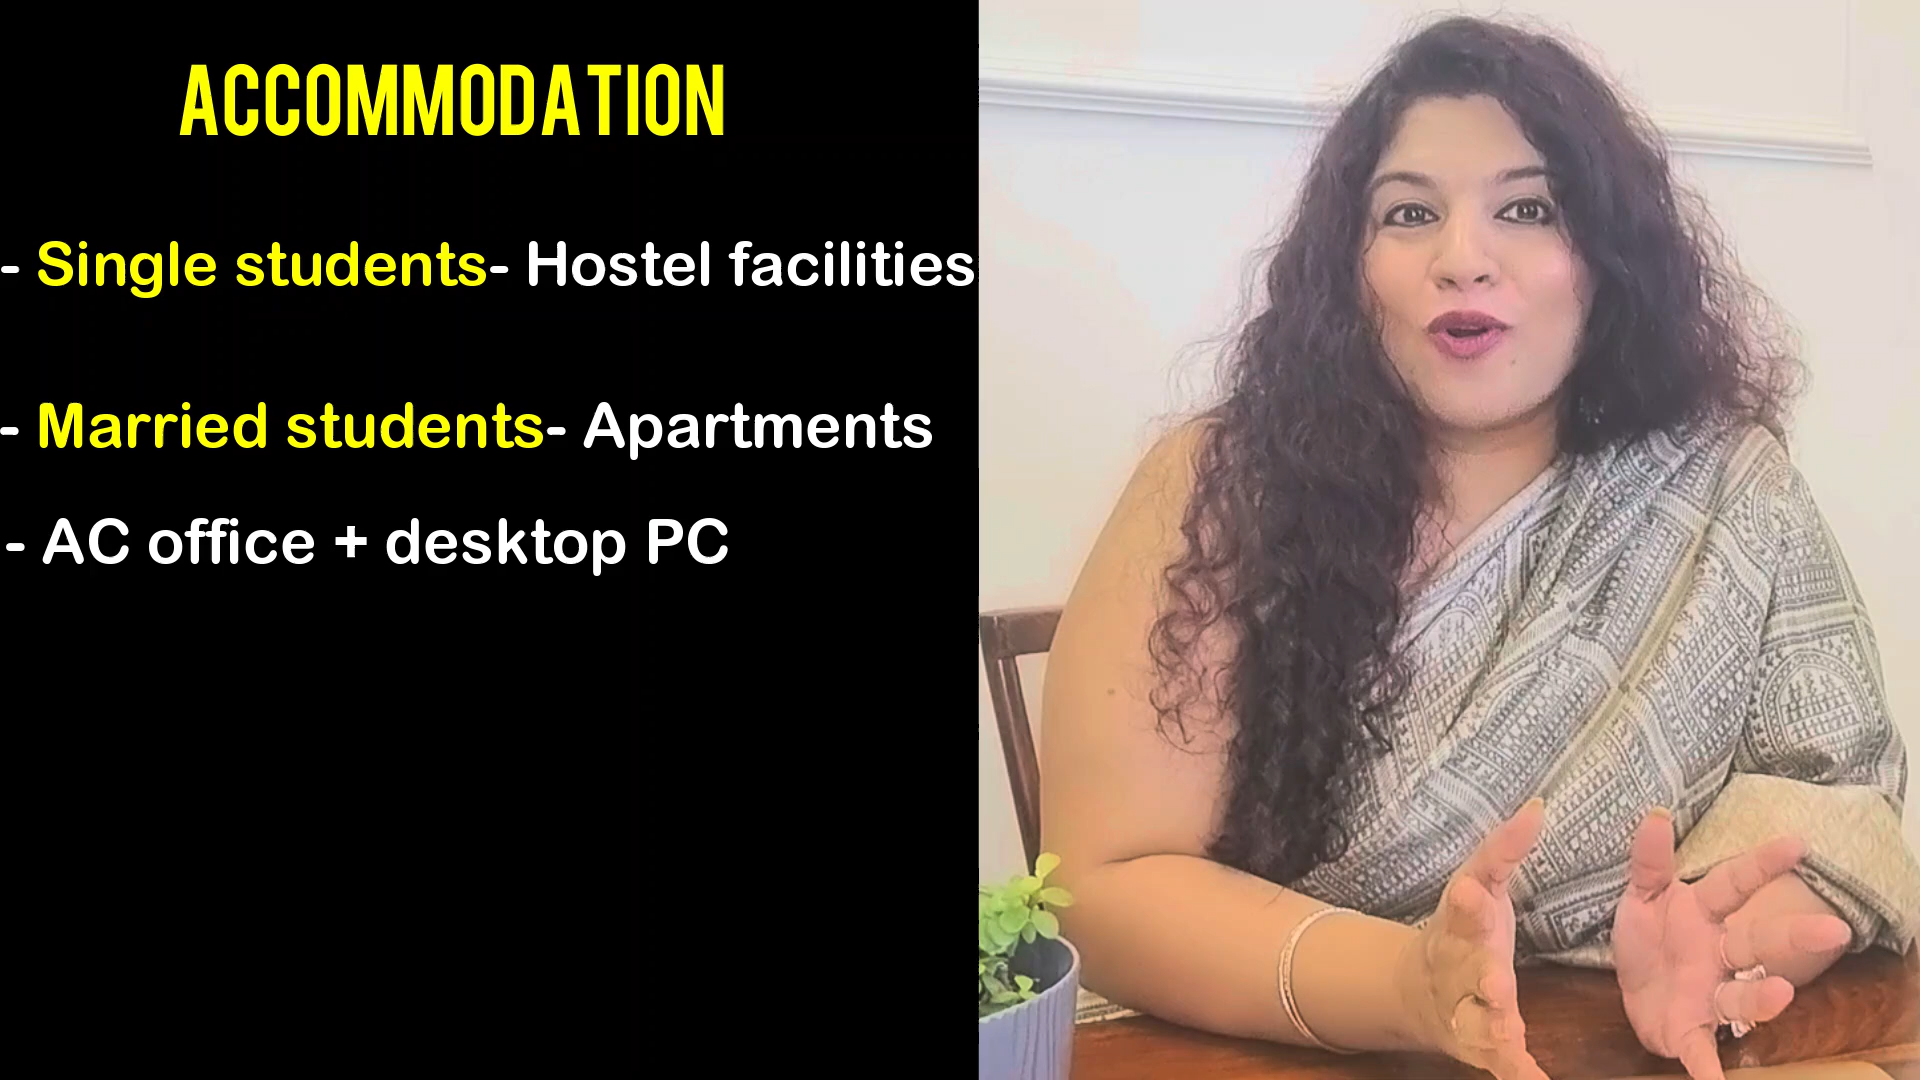 ACCOMMODATION
- Single students- Hostel facilities
- Married students- Apartments
- AC office + desktop PC